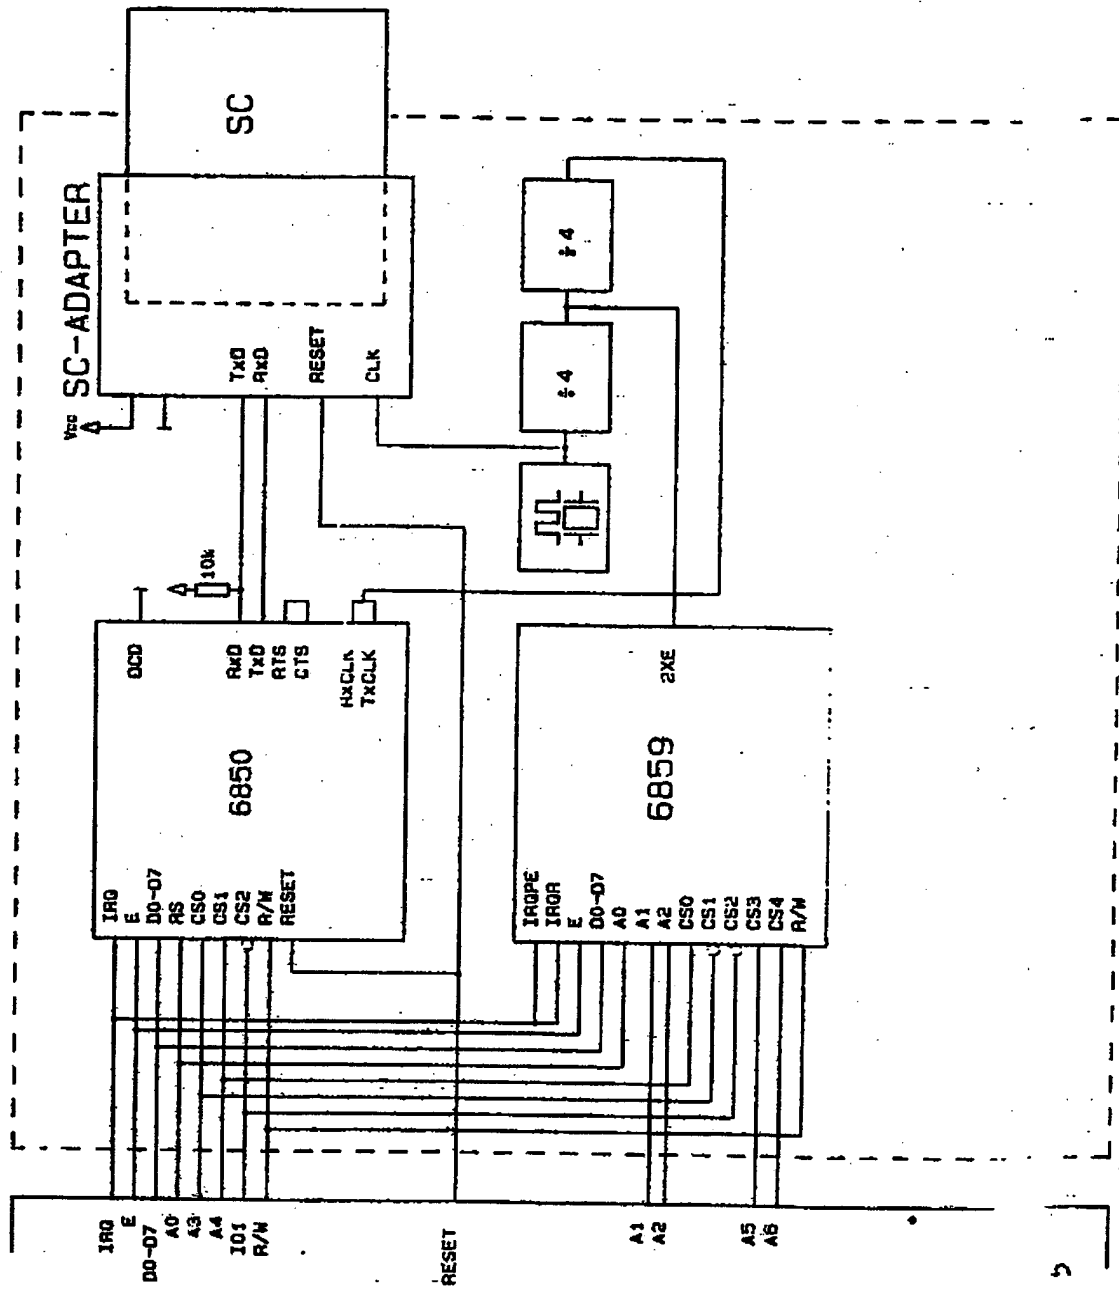 SC
SC-ADAPTER
Vcc
TxD
RxD
RESET
CLK
÷4
÷4
10k
DCD
RxD
TxD
RTS
CTS
RxCLK
TxCLK
6850
IRQ
E
D0-D7
RS
CS0
CS1
CS2
R/W
RESET
2XE
6859
IRQPE
IRQR
E
D0-D7
A0
A1
A2
CS0
CS1
CS2
CS3
CS4
R/W
IRQ
E
D0-D7
A0
A3
A4
IO1
R/W
RESET
A1
A2
A5
A6
5